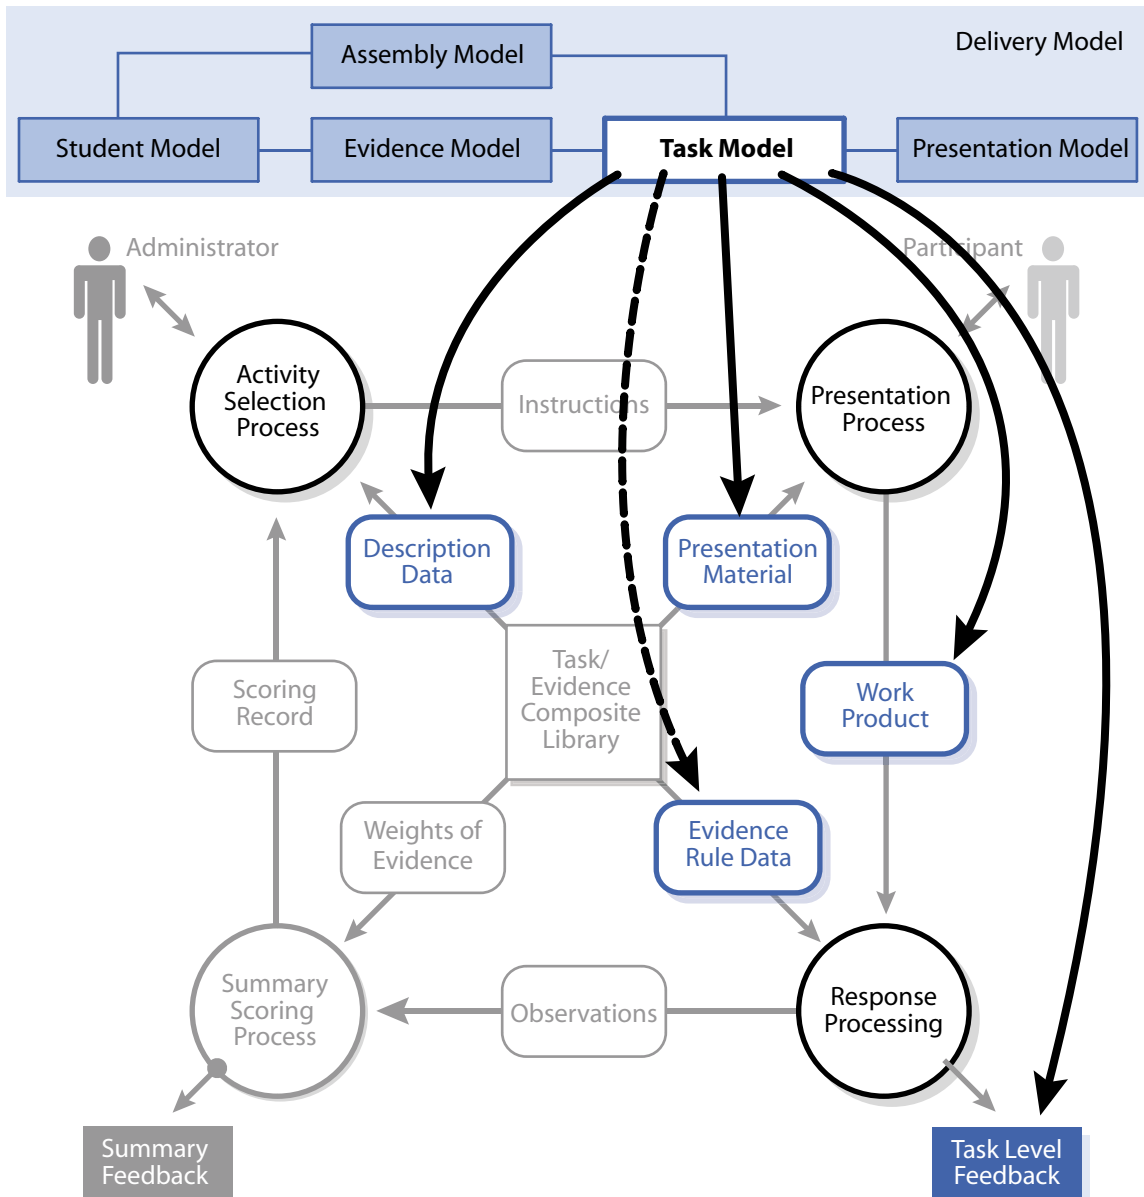 Delivery Model
Assembly Model
Student Model
Evidence Model
Task Model
Presentation Model
Administrator
Participant
Activity
Selection
Process
Instructions
Presentation
Process
Description
Data
Presentation
Material
Task/
Evidence
Composite
Library
Scoring
Record
Work
Product
Weights of
Evidence
Evidence
Rule Data
Summary
Scoring
Process
Observations
Response
Processing
Summary
Feedback
Task Level
Feedback